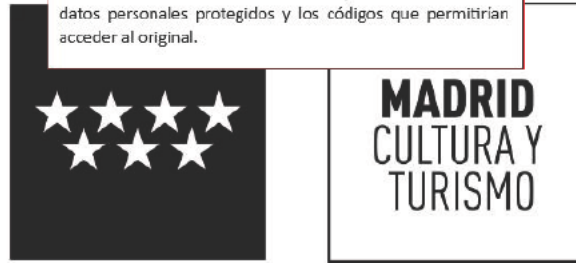 datos personales protegidos y los códigos que permitirían
acceder al original.
MADRID
CULTURA Y
TURISMO